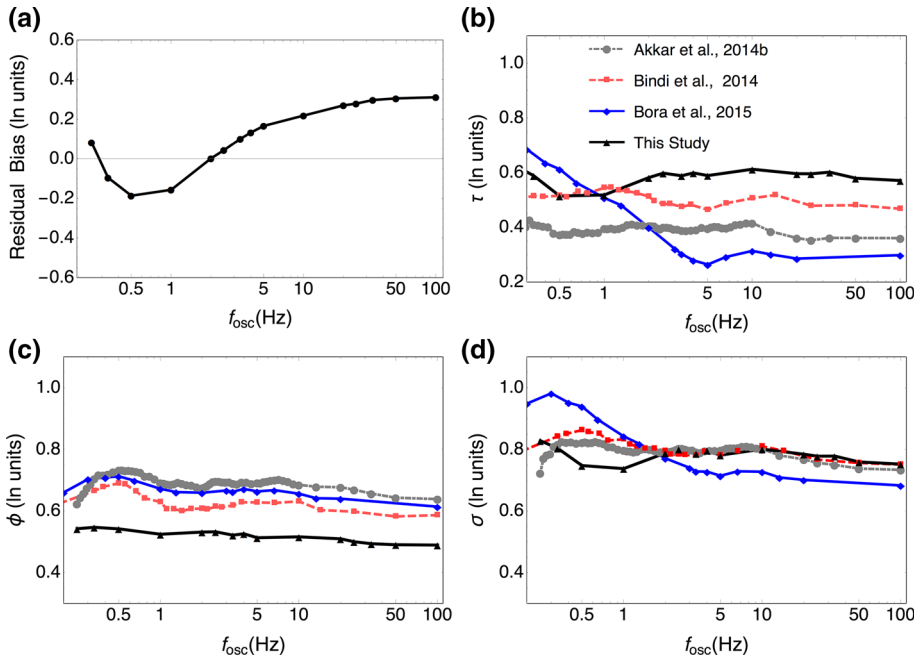 (a)
Residual Bias (ln units)
0.6
0.4
0.2
0.0
−0.2
−0.4
−0.6
0.5 1 5 10 50 100
fosc(Hz)
(b)
τ (ln units)
1.0
0.8
0.6
0.4
0.2
Akkar et al., 2014b
Bindi et al., 2014
Bora et al., 2015
This Study
0.5 1 5 10 50 100
fosc(Hz)
(c)
ϕ (ln units)
1.0
0.8
0.6
0.4
0.5 1 5 10 50 100
fosc(Hz)
(d)
σ (ln units)
1.0
0.8
0.6
0.4
0.5 1 5 10 50 100
fosc(Hz)